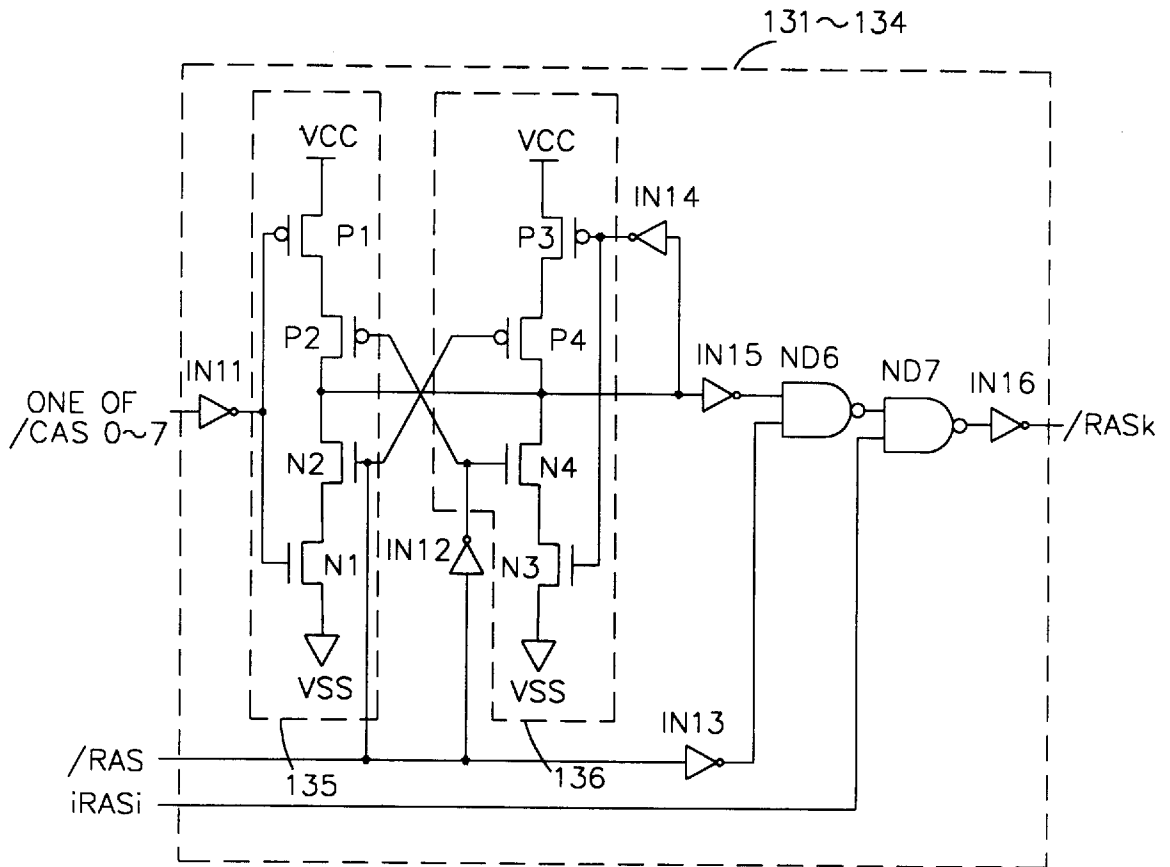 131~134
VCC
VCC
IN14
P1
P3
P2
P4
IN15
ND6
ND7
IN16
IN11
ONE OF
/CAS 0~7
/RASk
N2
N4
IN12
N1
N3
VSS
VSS
IN13
/RAS
135
136
iRASi